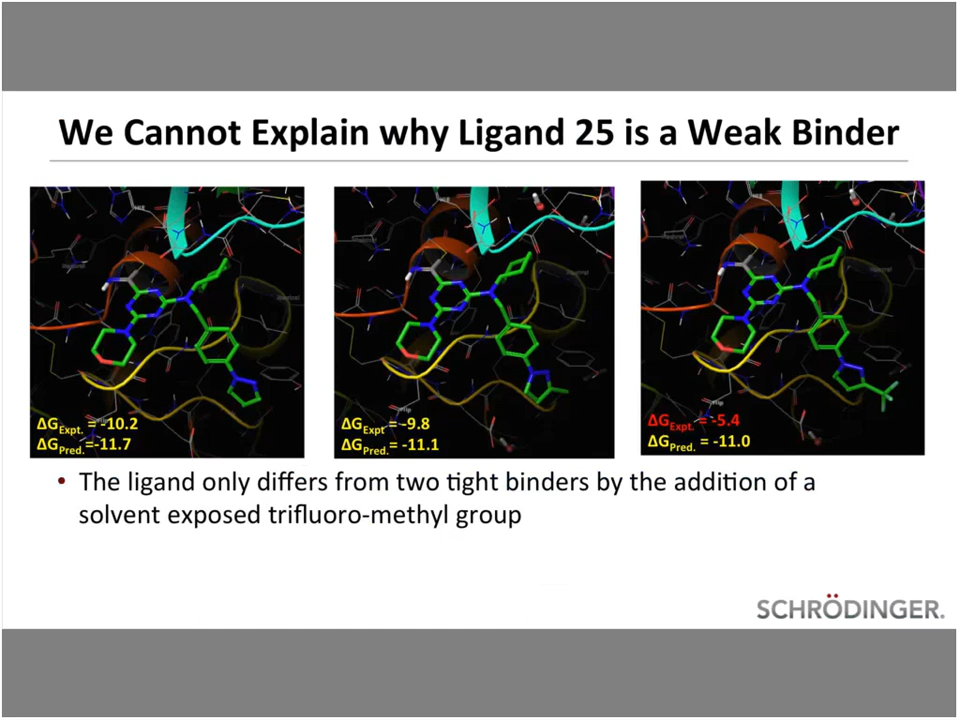 We Cannot Explain why Ligand 25 is a Weak Binder
ΔGExpt. = -10.2
ΔGPred.=-11.7
ΔGExpt = -9.8
ΔGPred.= -11.1
ΔGExpt. = -5.4
ΔGPred. = -11.0
• The ligand only differs from two tight binders by the addition of a
solvent exposed trifluoro-methyl group
SCHRÖDINGER.